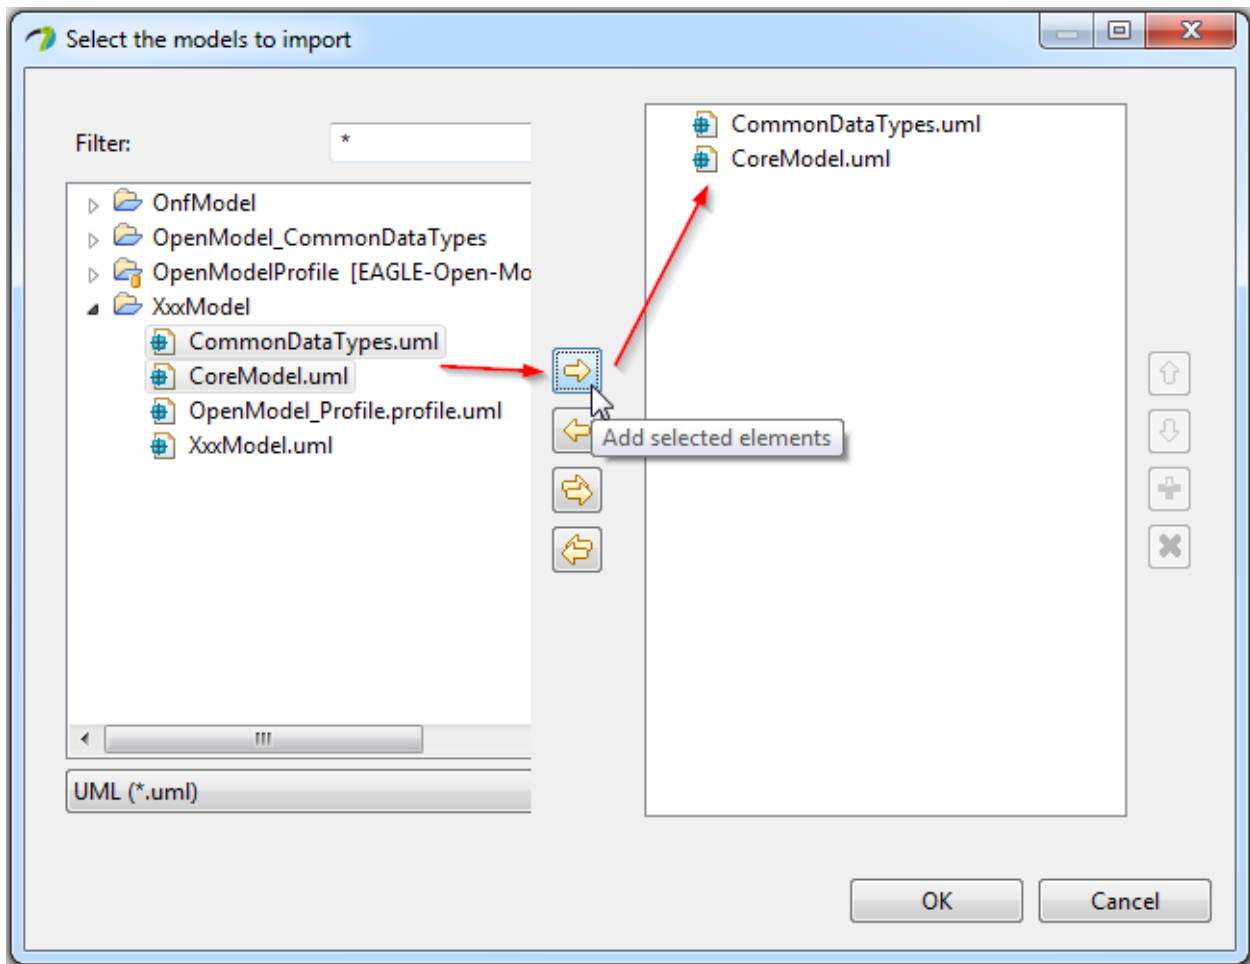 Select the models to import
Filter:
*
OnfModel
OpenModel_CommonDataTypes
OpenModelProfile [EAGLE-Open-Mo
XxxModel
CommonDataTypes.uml
CoreModel.uml
OpenModel_Profile.profile.uml
XxxModel.uml
UML (*.uml)
Add selected elements
CommonDataTypes.uml
CoreModel.uml
OK
Cancel